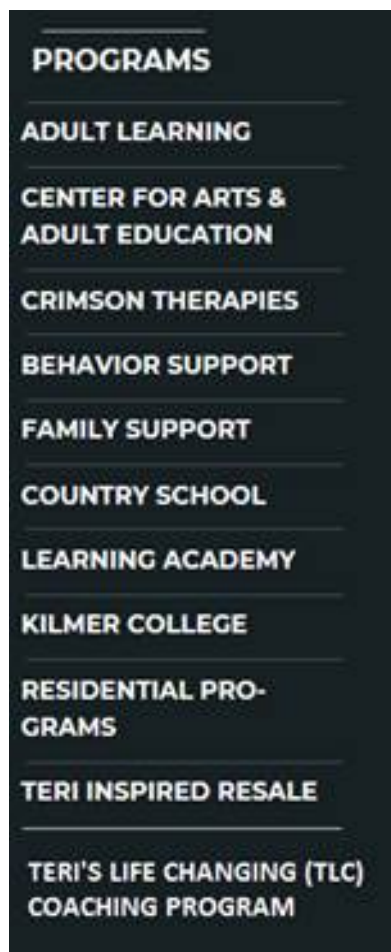 PROGRAMS
ADULT LEARNING
CENTER FOR ARTS &
ADULT EDUCATION
CRIMSON THERAPIES
BEHAVIOR SUPPORT
FAMILY SUPPORT
COUNTRY SCHOOL
LEARNING ACADEMY
KILMER COLLEGE
RESIDENTIAL PRO-
GRAMS
TERI INSPIRED RESALE
TERI'S LIFE CHANGING (TLC)
COACHING PROGRAM